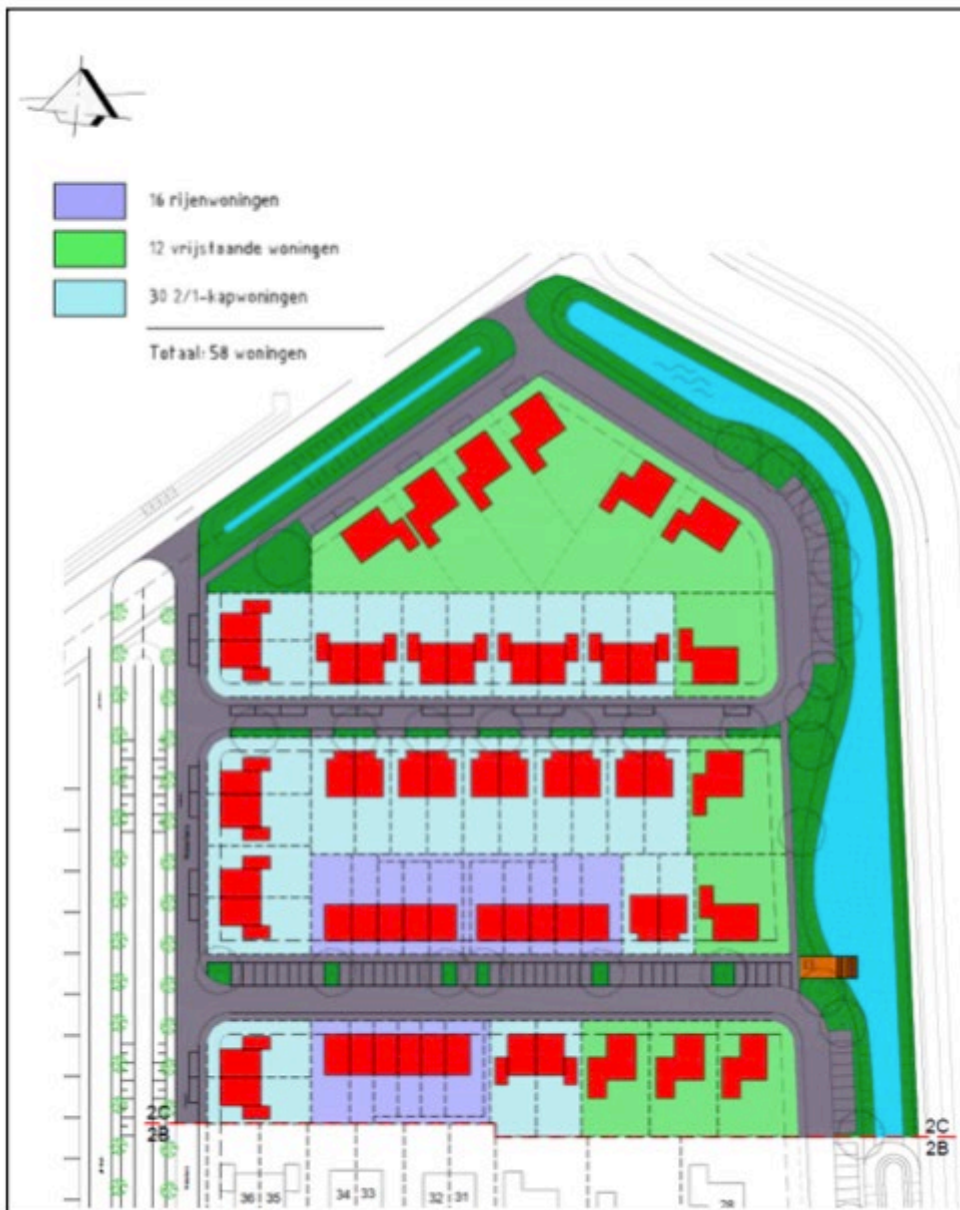 16 rijenwoningen
12 vrijstaande woningen
30 2/1-kapwoningen
Totaal: 58 woningen
2C
2B
2C
2B
36 35
34 33
32 31
28